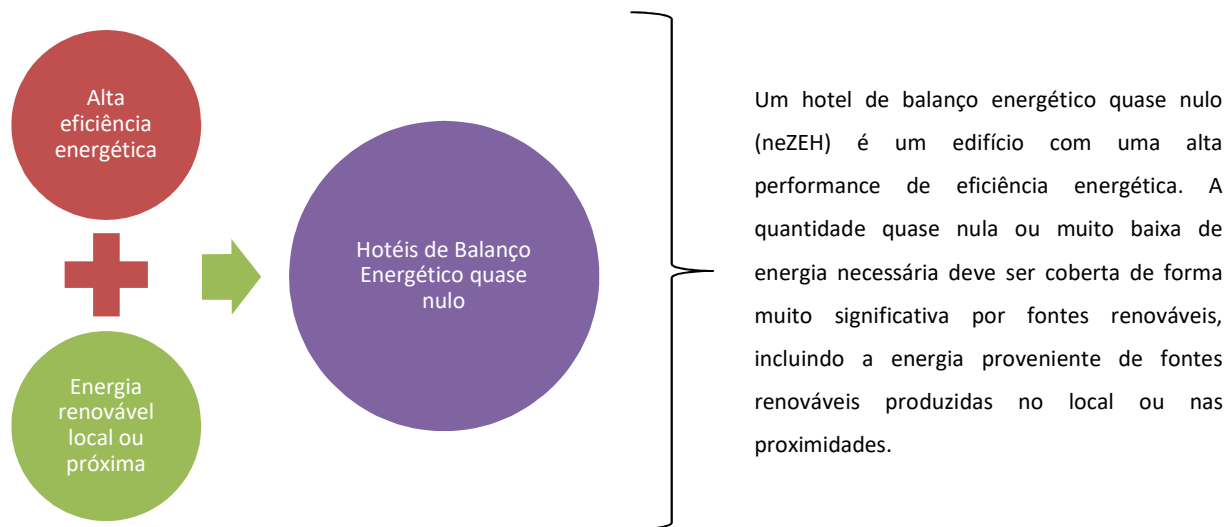 Alta
eficiência
energética
Energia
renovável
local ou
próxima
Hotéis de Balanço
Energético quase
nulo
Um hotel de balanço energético quase nulo
(neZEH) é um edifício com uma alta
performance de eficiência energética. A
quantidade quase nula ou muito baixa de
energia necessária deve ser coberta de forma
muito significativa por fontes renováveis,
incluindo a energia proveniente de fontes
renováveis produzidas no local ou nas
proximidades.